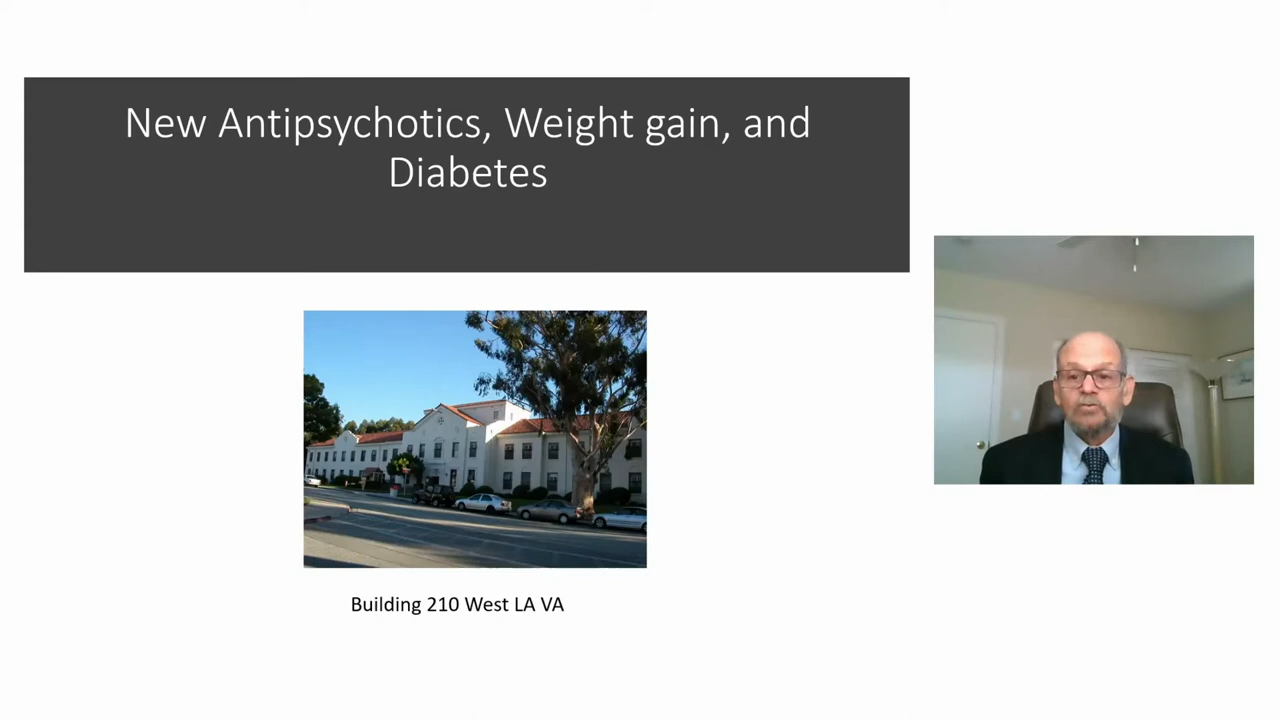 New Antipsychotics, Weight gain, and
Diabetes
Building 210 West LA VA